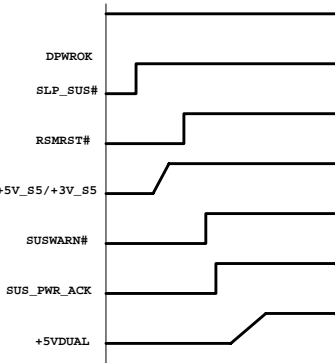 DPWROK
SLP_SUS#
RSMRST#
+5V_S5/+3V_S5
SUSWARN#
SUS_PWR_ACK
+5VDUAL